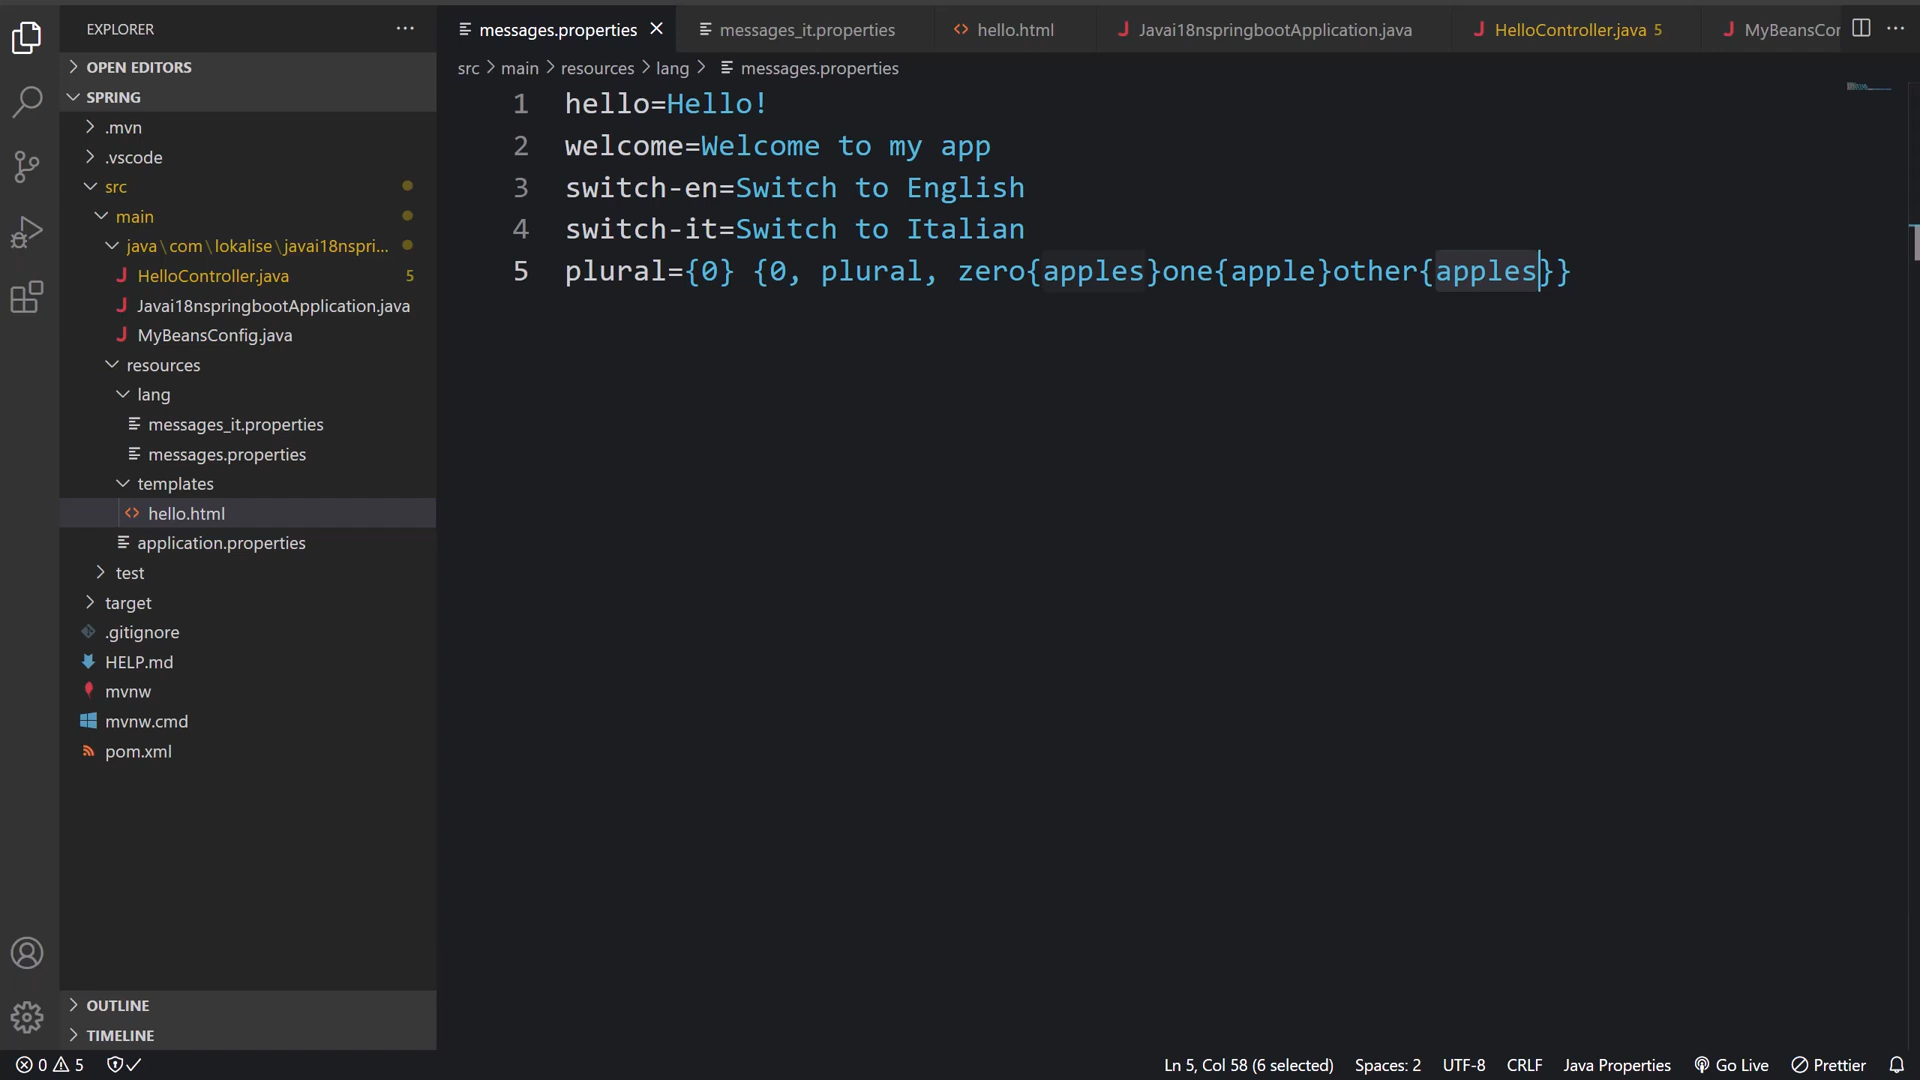 EXPLORER
OPEN EDITORS
SPRING
.mvn
.vscode
src
main
java\com\lokalise\javai18nspri...
HelloController.java 5
Javai18nspringbootApplication.java
MyBeansConfig.java
resources
lang
messages_it.properties
messages.properties
templates
hello.html
application.properties
test
target
.gitignore
HELP.md
mvnw
mvnw.cmd
pom.xml
OUTLINE
TIMELINE
messages.properties messages_it.properties hello.html Javai18nspringbootApplication.java HelloController.java 5 MyBeansCor
src > main > resources > lang > messages.properties
1 hello=Hello!
2 welcome=Welcome to my app
3 switch-en=Switch to English
4 switch-it=Switch to Italian
5 plural={0} {0, plural, zero{apples}one{apple}other{apples}}
0 5 Ln 5, Col 58 (6 selected) Spaces: 2 UTF-8 CRLF Java Properties Go Live Prettier